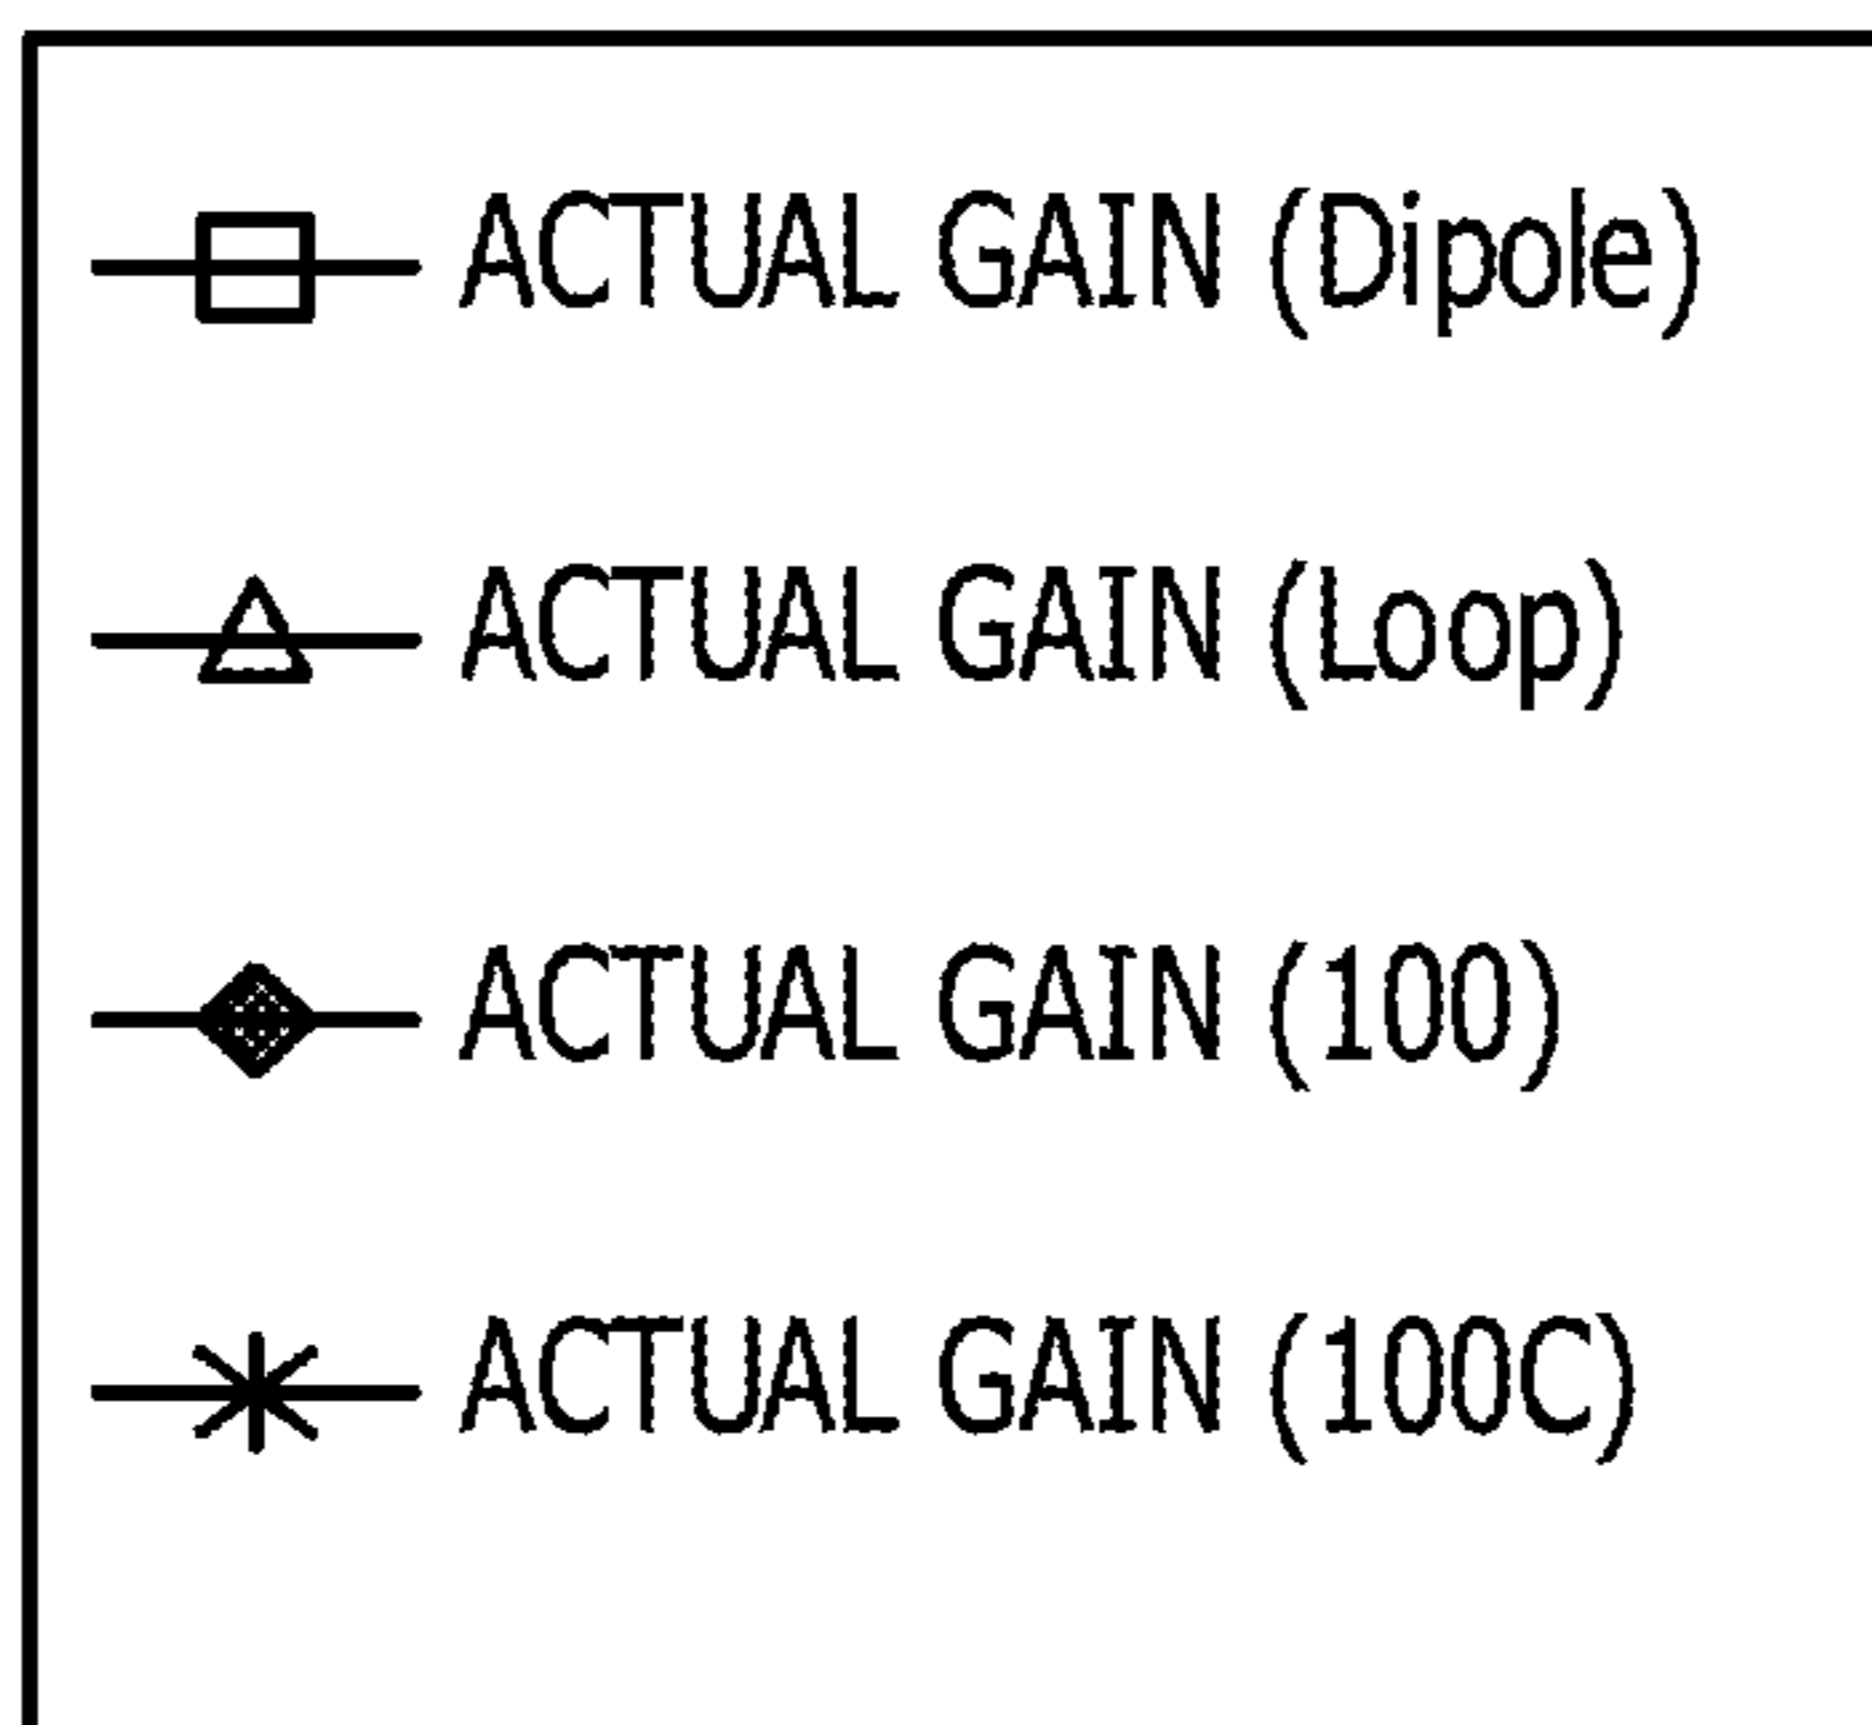 ACTUAL GAIN (Dipole)
ACTUAL GAIN (Loop)
ACTUAL GAIN (100)
ACTUAL GAIN (100C)